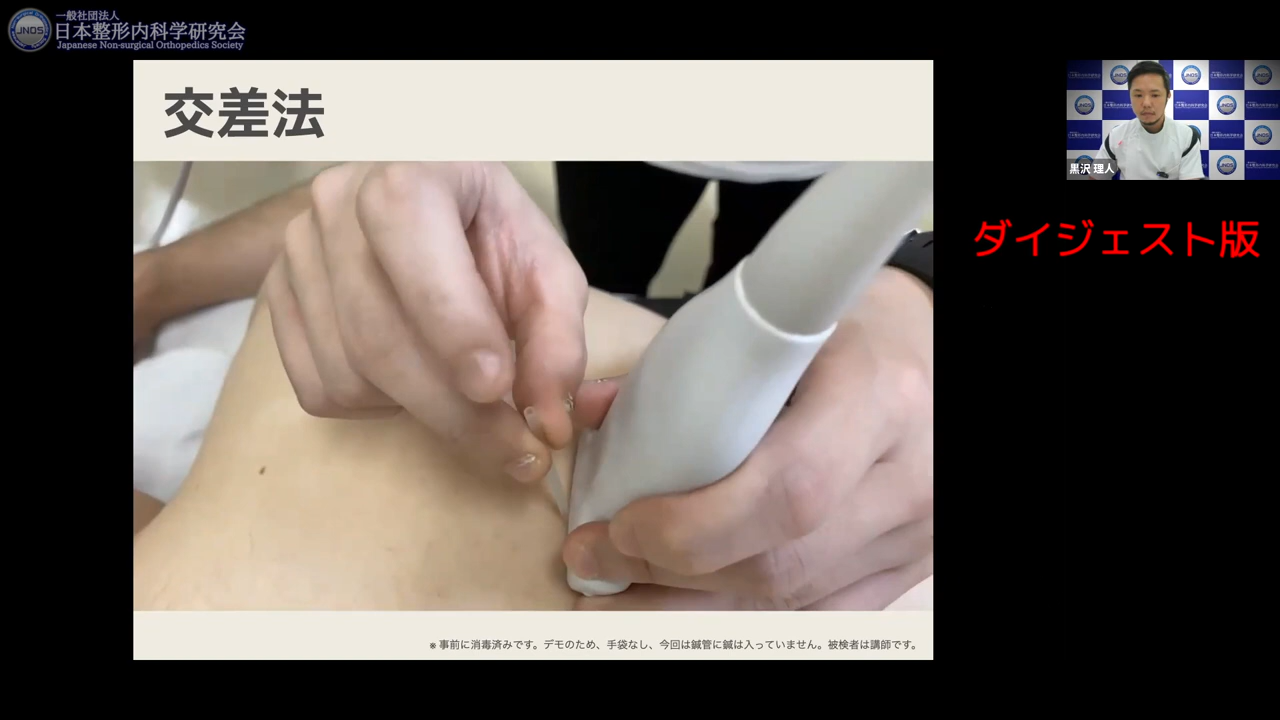 一般社団法人
日本整形内科学研究会
Japanese Non-surgical Orthopedics Society
JNOS
交差法
黒沢 理人
ダイジェスト版
※ 事前に消毒済みです。デモのため、手袋なし、今回は鍼管に鍼は入っていません。被検者は講師です。